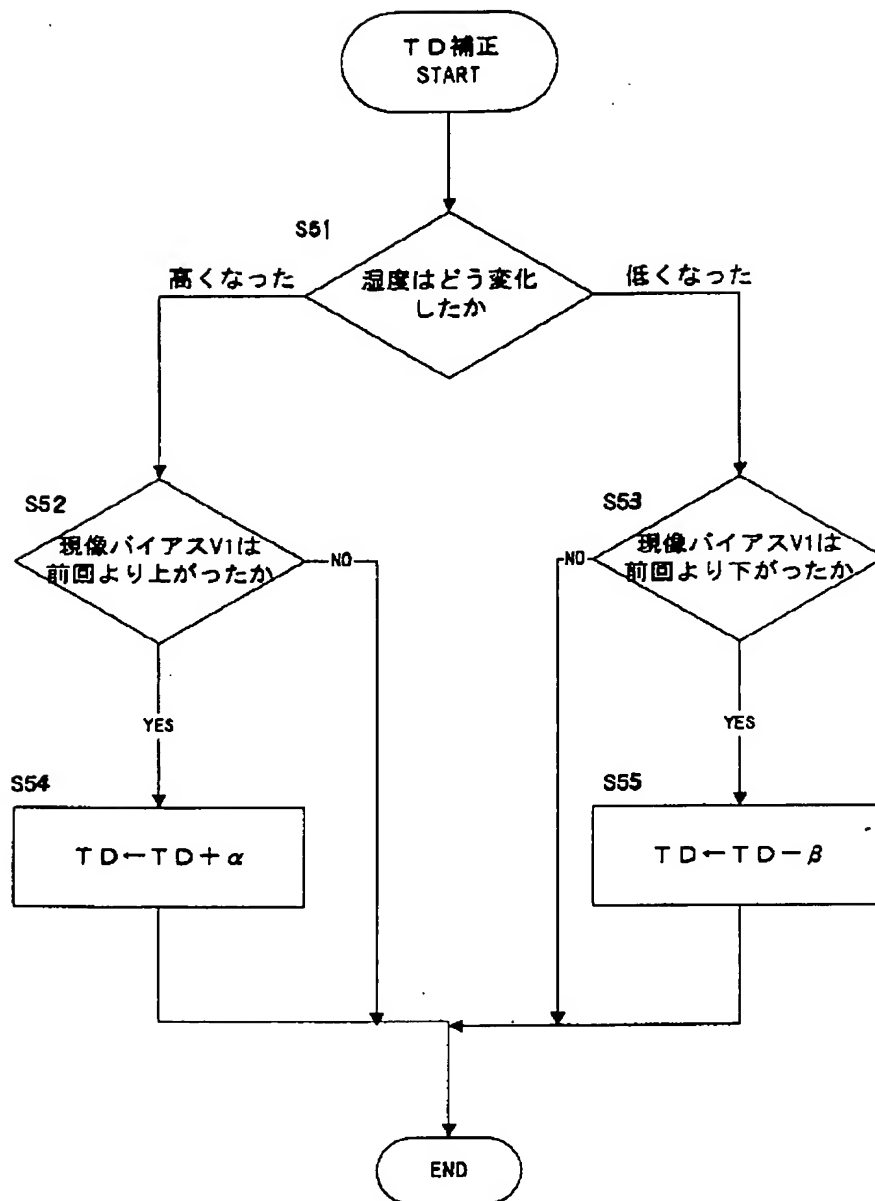 ＴＤ補正
START
S51
高くなった
湿度はどう変化
したか
低くなった
S52
現像バイアスV1は
前回より上がったか
NO
S53
現像バイアスV1は
前回より下がったか
NO
YES
YES
S54
ＴＤ←ＴＤ＋α
S55
ＴＤ←ＴＤ－β
END